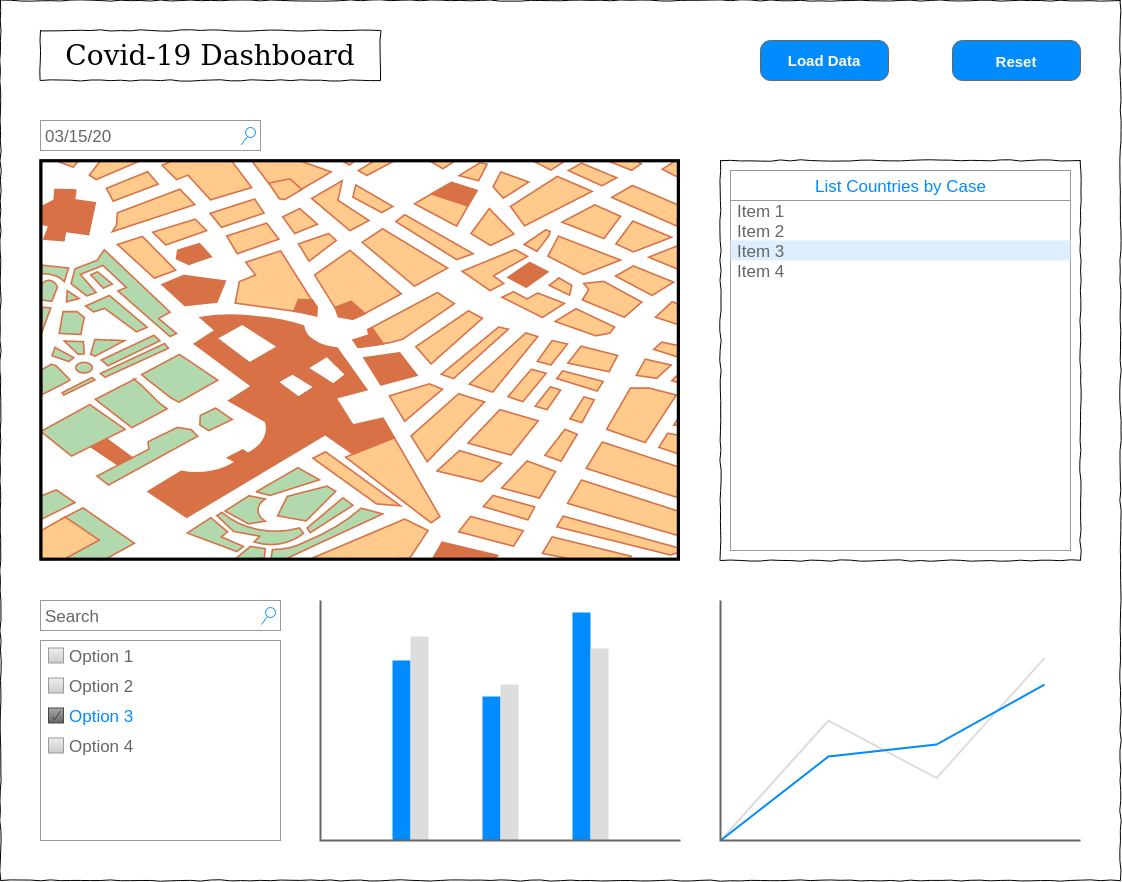 Covid-19 Dashboard
Load Data
Reset
03/15/20
List Countries by Case
Item 1
Item 2
Item 3
Item 4
Search
Option 1
Option 2
Option 3
Option 4